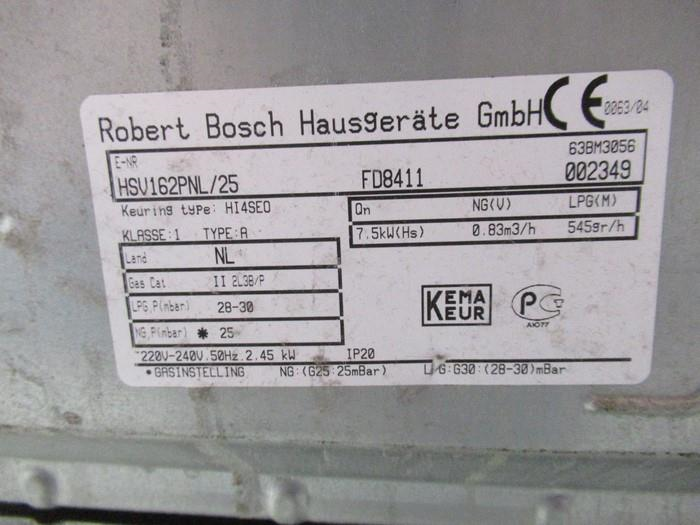 Robert Bosch Hausgeräte GmbH CE 0063/04
E-NR 63BM3056
HSV162PNL/25 FD8411 002349
Keuring type: HI4SEO
KLASSE:1 TYPE:A
Qn NG(V) LPG(M)
7.5kW(Hs) 0.83m3/h 545gr/h
Land NL
Gas Cat II 2L3B/P
LPG.P(mbar) 28-30
NG.P(mbar) * 25
KEMA
KEUR
PG
АЮ77
220V-240V.50Hz.2.45 kW IP20
*GASINSTELLING NG:(G25:25mBar) L/G:G30:(28-30)mBar